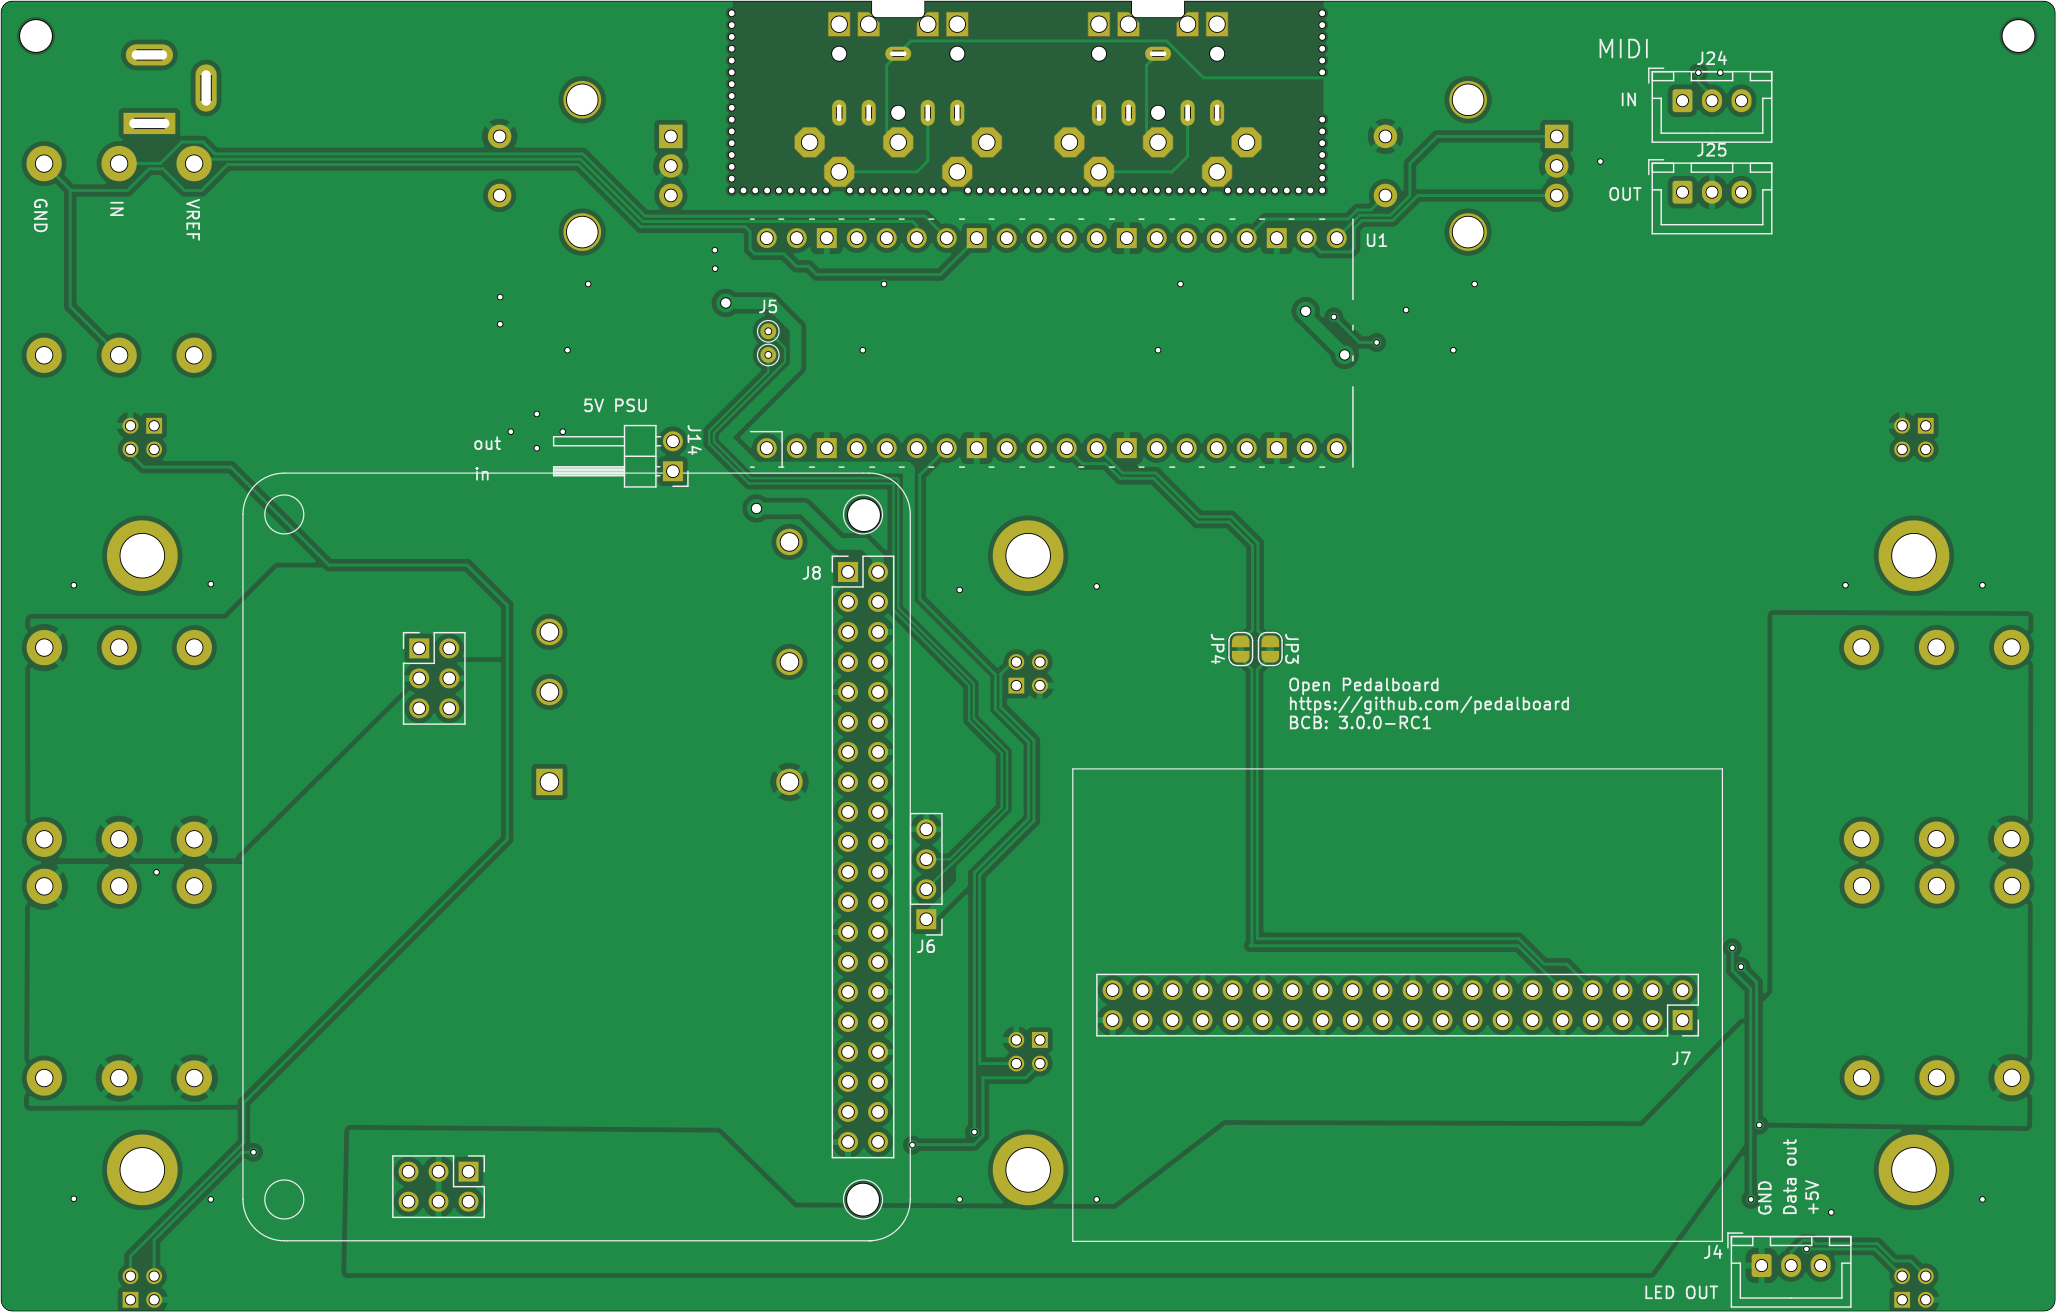 MIDI
J24
IN
J25
OUT
GND
IN
VREF
U1
J5
5V PSU
J14
out
in
J8
JP4
JP3
Open Pedalboard
https://github.com/pedalboard
BCB: 3.0.0-RC1
J6
J7
GND
Data out
+5V
J4
LED OUT